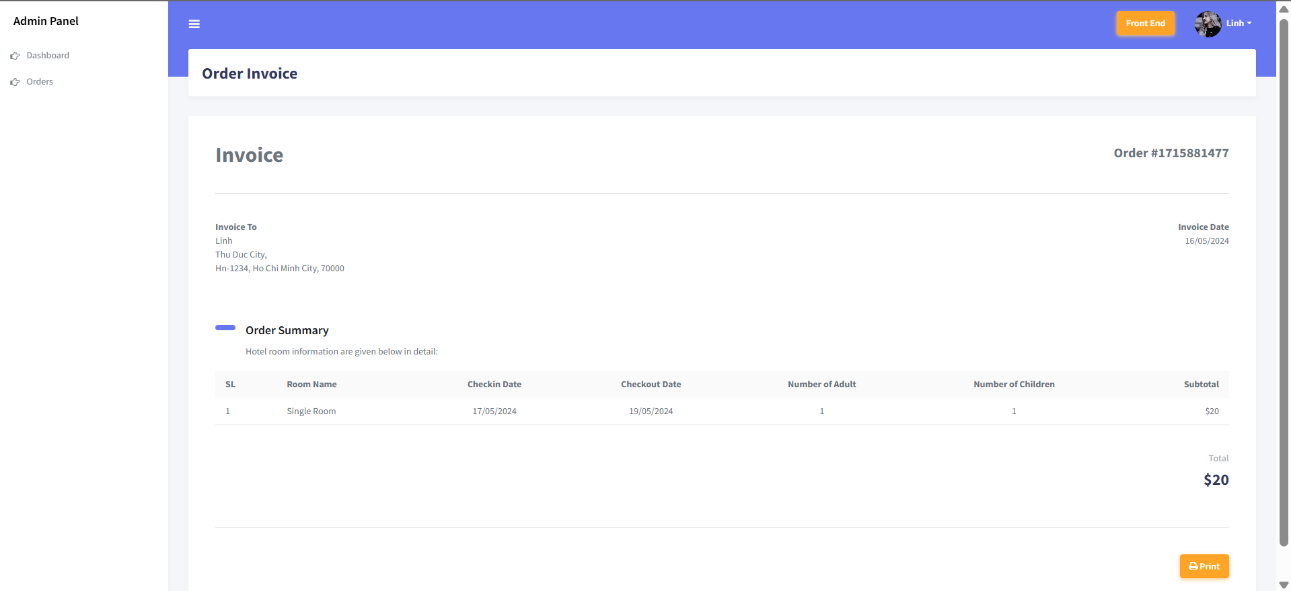 Admin Panel
Front End
Linh
Dashboard
Orders
Order Invoice
Invoice
Order #1715881477
Invoice To
Linh
Thu Duc City,
Hn-1234, Ho Chi Minh City, 70000
Invoice Date
16/05/2024
Order Summary
Hotel room information are given below in detail:
SL Room Name Checkin Date Checkout Date Number of Adult Number of Children Subtotal
1 Single Room 17/05/2024 19/05/2024 1 1 $20
Total
$20
Print